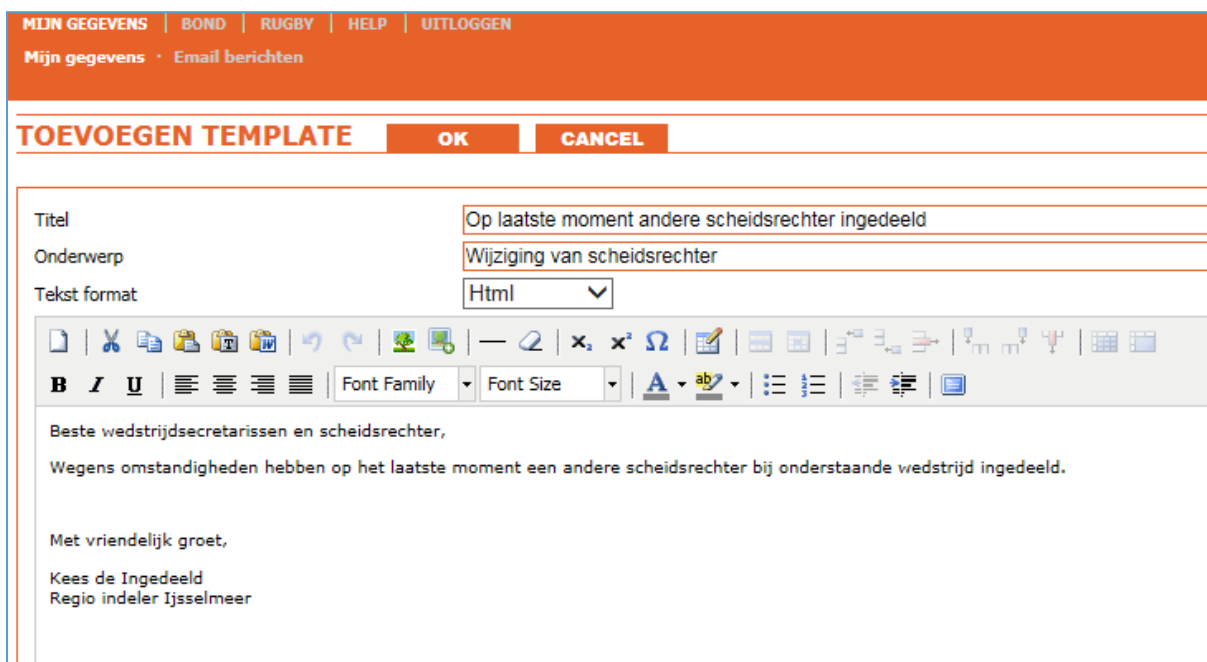 MIJN GEGEVENS | BOND | RUGBY | HELP | UITLOGGEN
Mijn gegevens · Email berichten
TOEVOEGEN TEMPLATE OK CANCEL
Titel Op laatste moment andere scheidsrechter ingedeeld
Onderwerp Wijziging van scheidsrechter
Tekst format Html
B I U Font Family Font Size A ab
Beste wedstrijdsecretarissen en scheidsrechter,
Wegens omstandigheden hebben op het laatste moment een andere scheidsrechter bij onderstaande wedstrijd ingedeeld.
Met vriendelijk groet,
Kees de Ingedeeld
Regio indeler Ijsselmeer